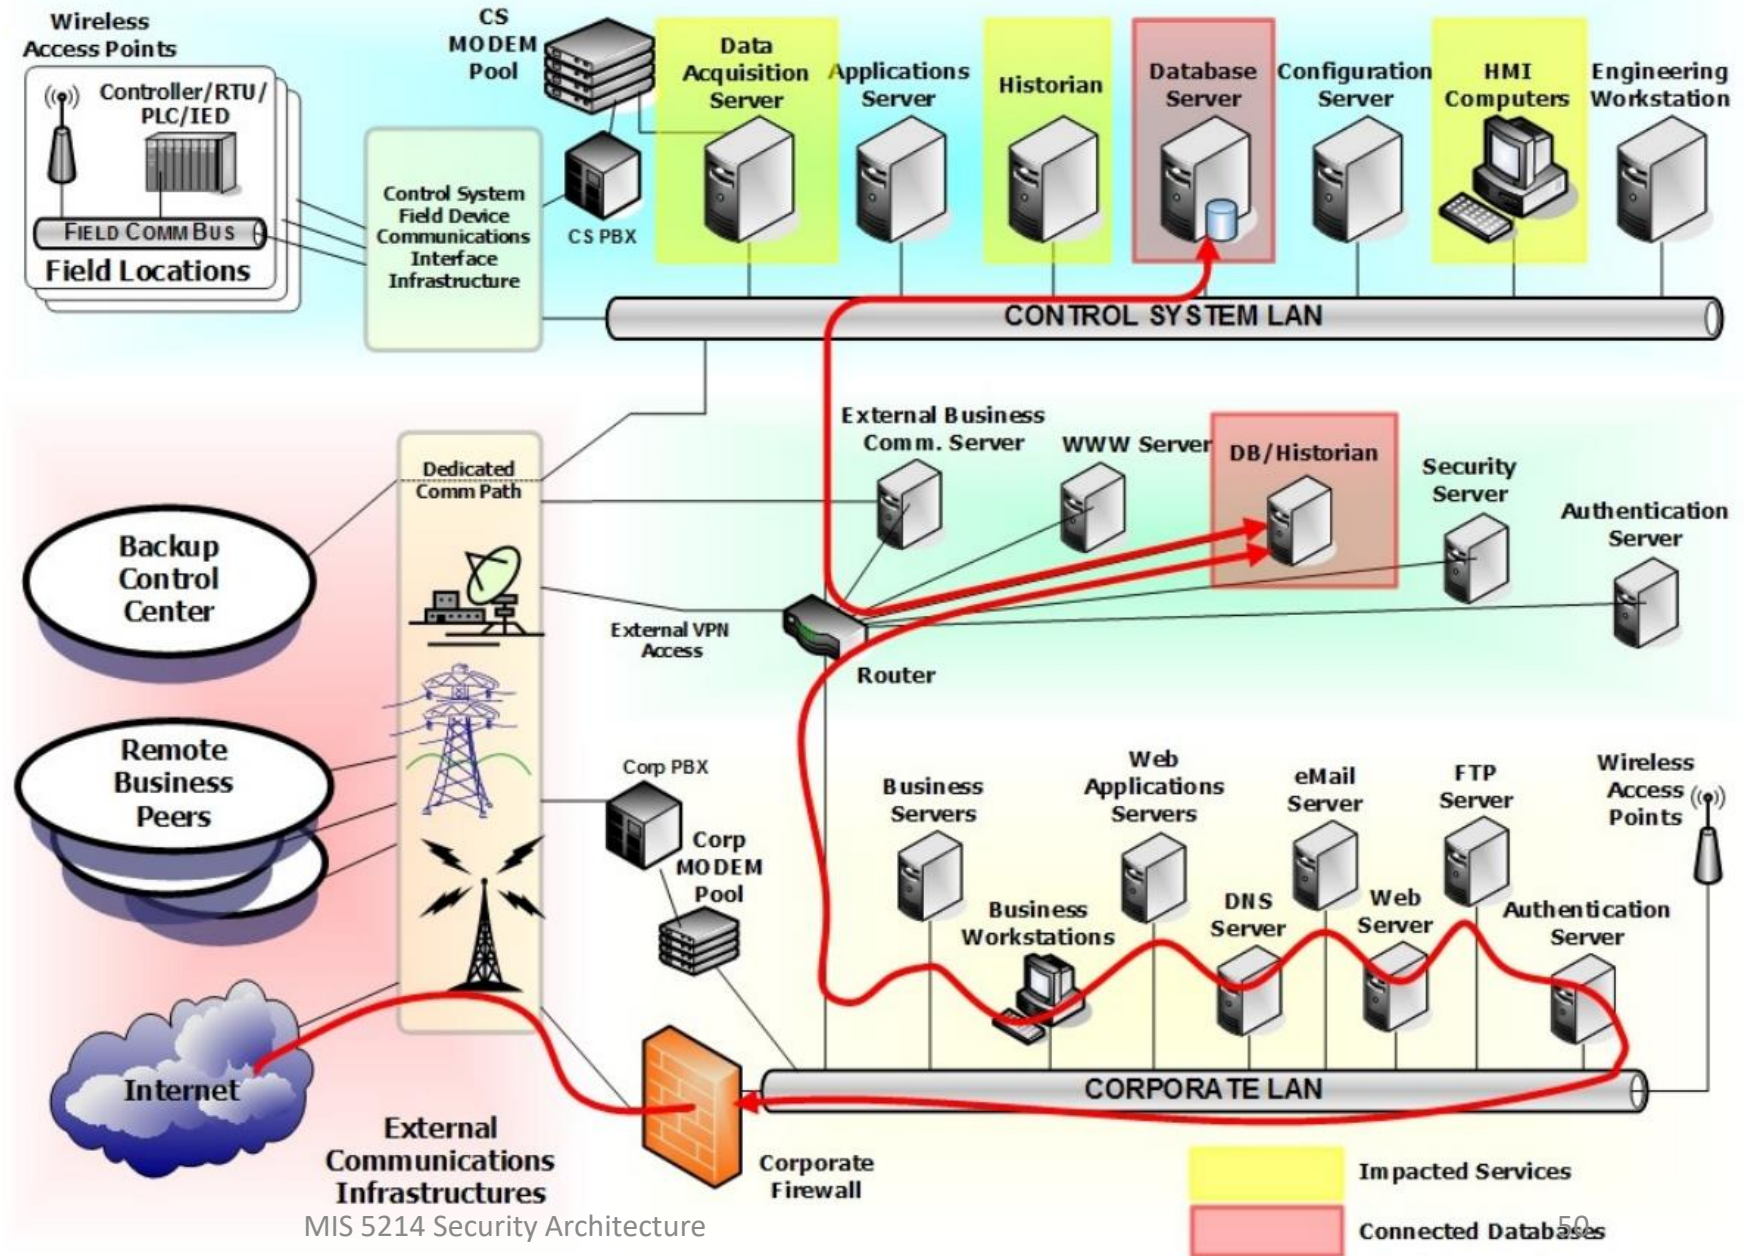 Wireless
Access Points
Controller/RTU/
PLC/IED
FIELD COMM BUS
Field Locations
Control System
Field Device
Communications
Interface
Infrastructure
CS
MODEM
Pool
CS PBX
Data
Acquisition
Server
Applications
Server
Historian
Database
Server
Configuration
Server
HMI
Computers
Engineering
Workstation
CONTROL SYSTEM LAN
External Business
Comm. Server
WWW Server
DB/Historian
Security
Server
Authentication
Server
Dedicated
Comm Path
Backup
Control
Center
External VPN
Access
Router
Remote
Business
Peers
Corp PBX
Corp
MODEM
Pool
Business
Servers
Business
Workstations
Web
Applications
Servers
DNS
Server
eMail
Server
Web
Server
FTP
Server
Authentication
Server
Wireless
Access
Points
Internet
CORPORATE LAN
External
Communications
Infrastructures
Corporate
Firewall
Impacted Services
Connected Databases
MIS 5214 Security Architecture
50